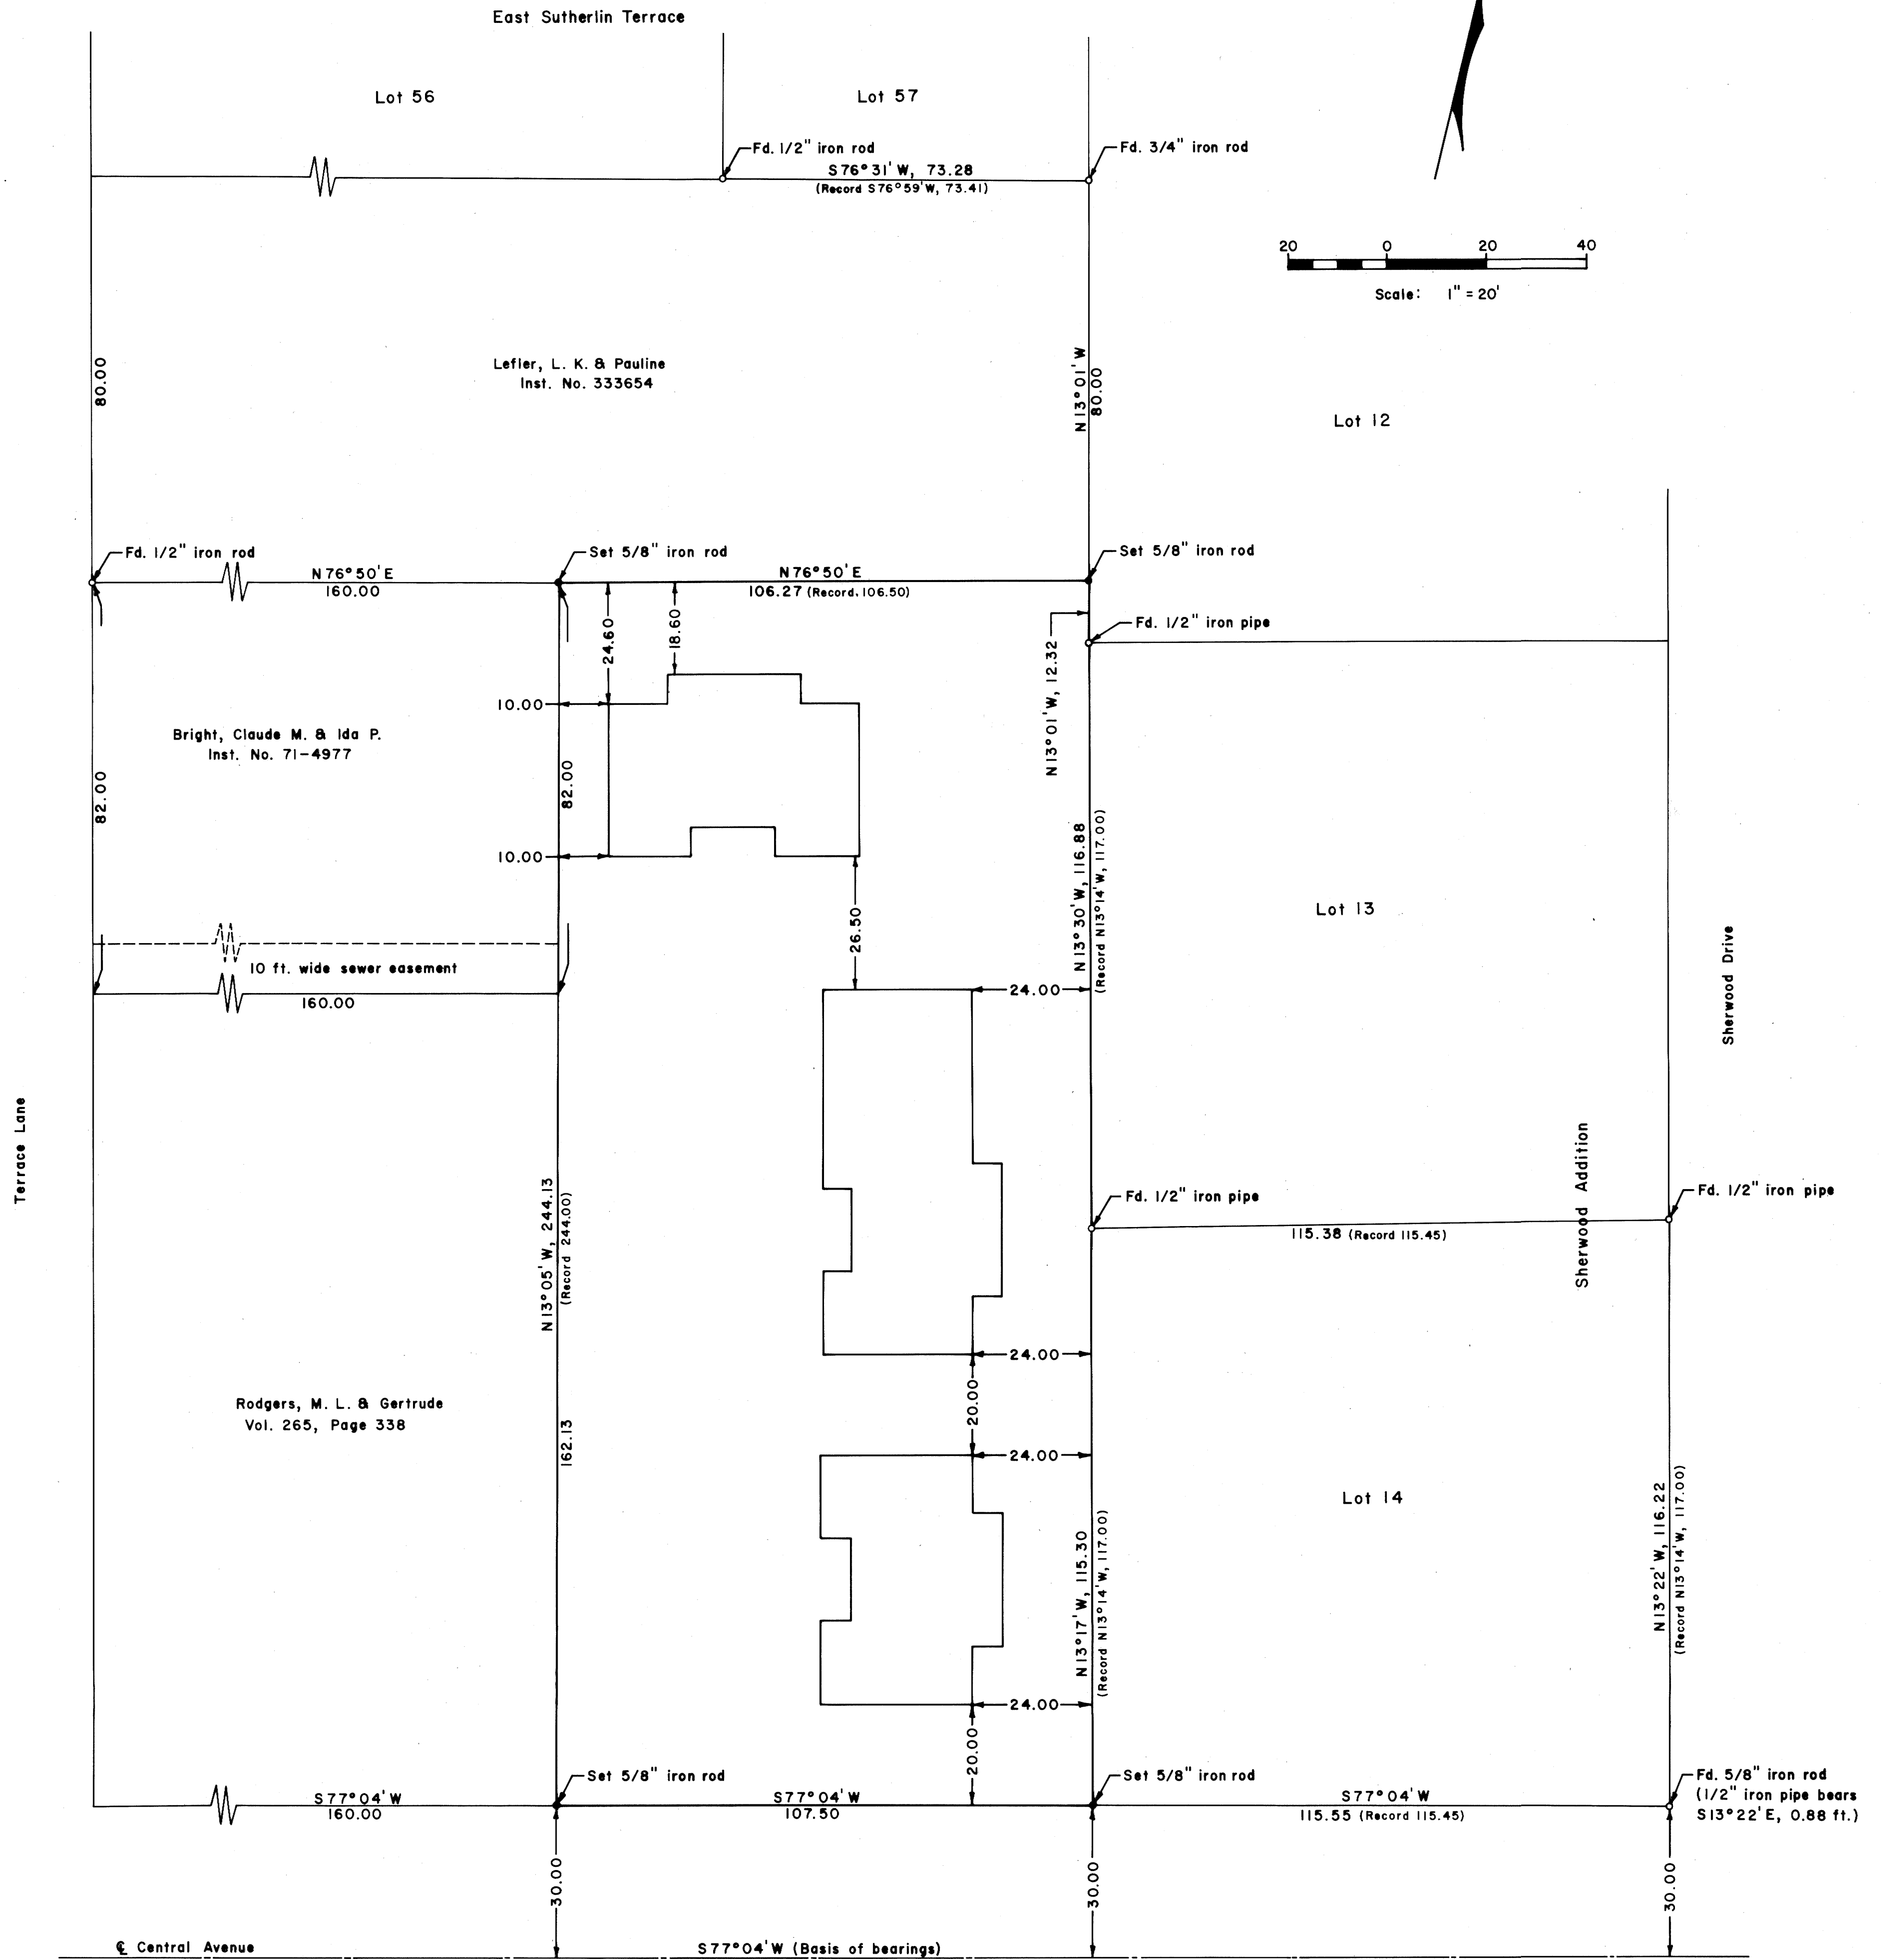 East Sutherlin Terrace
Lot 56
Lot 57
Fd. 1/2" iron rod
Fd. 3/4" iron rod
S76°31'W, 73.28
(Record S76°59'W, 73.41)
20 0 20 40
Scale: 1" = 20'
80.00
Lefler, L. K. & Pauline
Inst. No. 333654
N13°01'W
80.00
Lot 12
Fd. 1/2" iron rod
Set 5/8" iron rod
Set 5/8" iron rod
N76°50'E
160.00
N76°50'E
106.27 (Record, 106.50)
24.60
18.60
Fd. 1/2" iron pipe
N13°01'W, 12.32
10.00
Bright, Claude M. & Ida P.
Inst. No. 71-4977
82.00
82.00
10.00
N13°30'W, 116.88
(Record N13°14'W, 117.00)
26.50
Lot 13
Sherwood Drive
10 ft. wide sewer easement
160.00
24.00
Terrace Lane
N13°05'W, 244.13
(Record 244.00)
Fd. 1/2" iron pipe
Sherwood Addition
Fd. 1/2" iron pipe
115.38 (Record 115.45)
24.00
20.00
Rodgers, M. L. & Gertrude
Vol. 265, Page 338
162.13
24.00
Lot 14
N13°17'W, 115.30
(Record N13°14'W, 117.00)
N13°22'W, 116.22
(Record N13°14'W, 117.00)
24.00
20.00
Set 5/8" iron rod
Set 5/8" iron rod
Fd. 5/8" iron rod
(1/2" iron pipe bears
S13°22'E, 0.88 ft.)
S77°04'W
160.00
S77°04'W
107.50
S77°04'W
115.55 (Record 115.45)
30.00
30.00
30.00
℄ Central Avenue
S77°04'W (Basis of bearings)